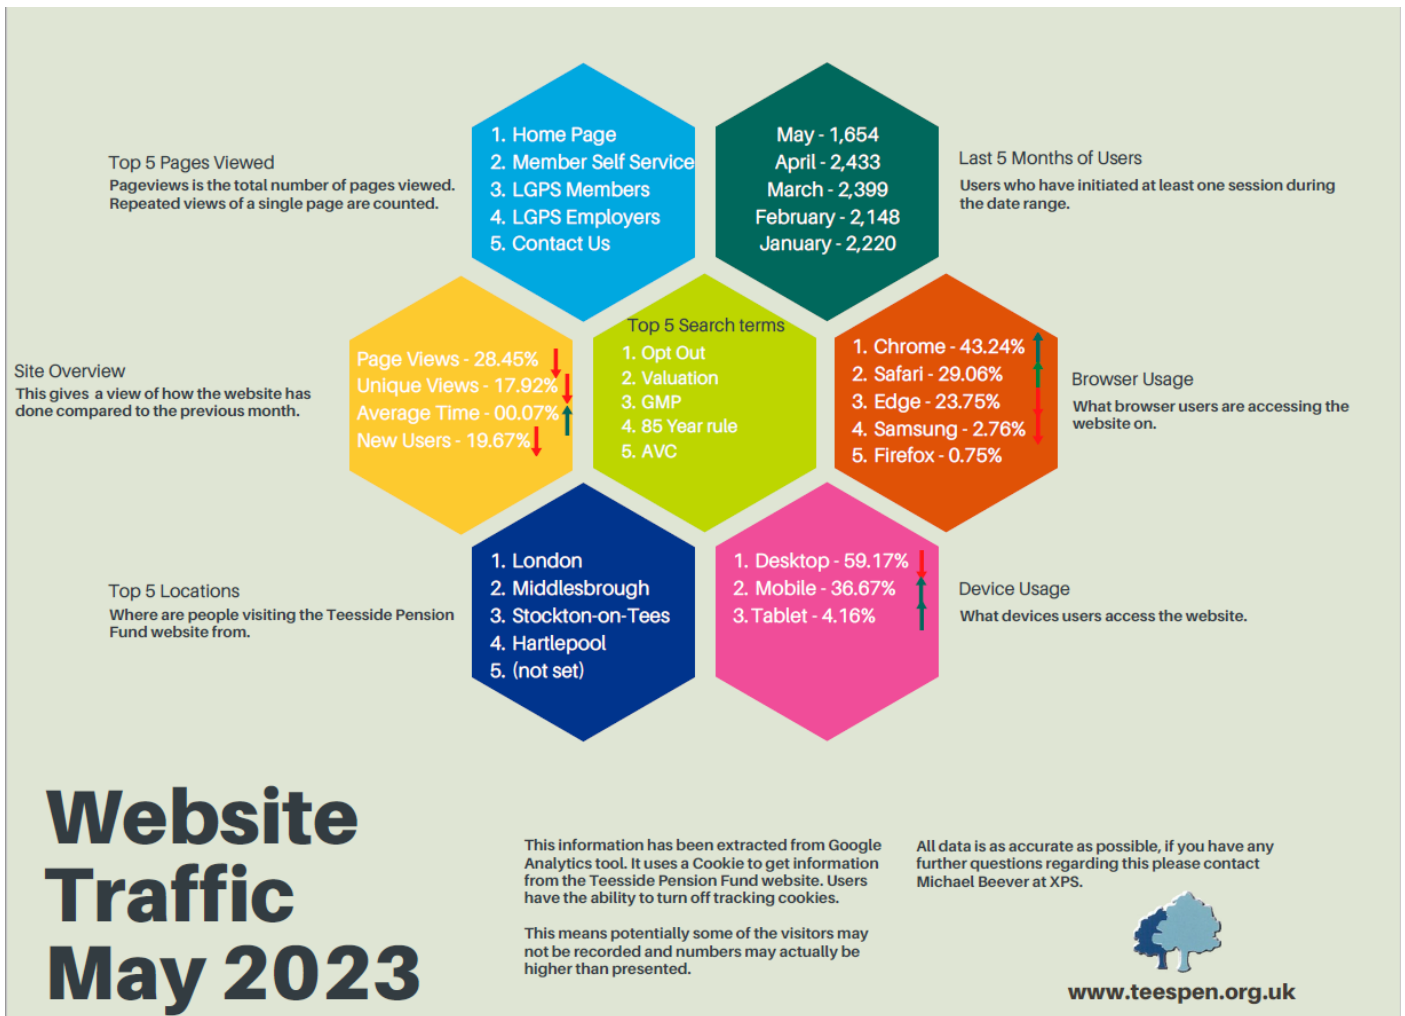 Top 5 Pages Viewed
Pageviews is the total number of pages viewed.
Repeated views of a single page are counted.
1. Home Page
2. Member Self Service
3. LGPS Members
4. LGPS Employers
5. Contact Us
May - 1,654
April - 2,433
March - 2,399
February - 2,148
January - 2,220
Last 5 Months of Users
Users who have initiated at least one session during
the date range.
Site Overview
This gives a view of how the website has
done compared to the previous month.
Page Views - 28.45%
Unique Views - 17.92%
Average Time - 00.07%
New Users - 19.67%
Top 5 Search terms
1. Opt Out
2. Valuation
3. GMP
4. 85 Year rule
5. AVC
1. Chrome - 43.24%
2. Safari - 29.06%
3. Edge - 23.75%
4. Samsung - 2.76%
5. Firefox - 0.75%
Browser Usage
What browser users are accessing the
website on.
Top 5 Locations
Where are people visiting the Teesside Pension
Fund website from.
1. London
2. Middlesbrough
3. Stockton-on-Tees
4. Hartlepool
5. (not set)
1. Desktop - 59.17%
2. Mobile - 36.67%
3. Tablet - 4.16%
Device Usage
What devices users access the website.
Website
Traffic
May 2023
This information has been extracted from Google
Analytics tool. It uses a Cookie to get information
from the Teesside Pension Fund website. Users
have the ability to turn off tracking cookies.
This means potentially some of the visitors may
not be recorded and numbers may actually be
higher than presented.
All data is as accurate as possible, if you have any
further questions regarding this please contact
Michael Beever at XPS.
www.teespen.org.uk